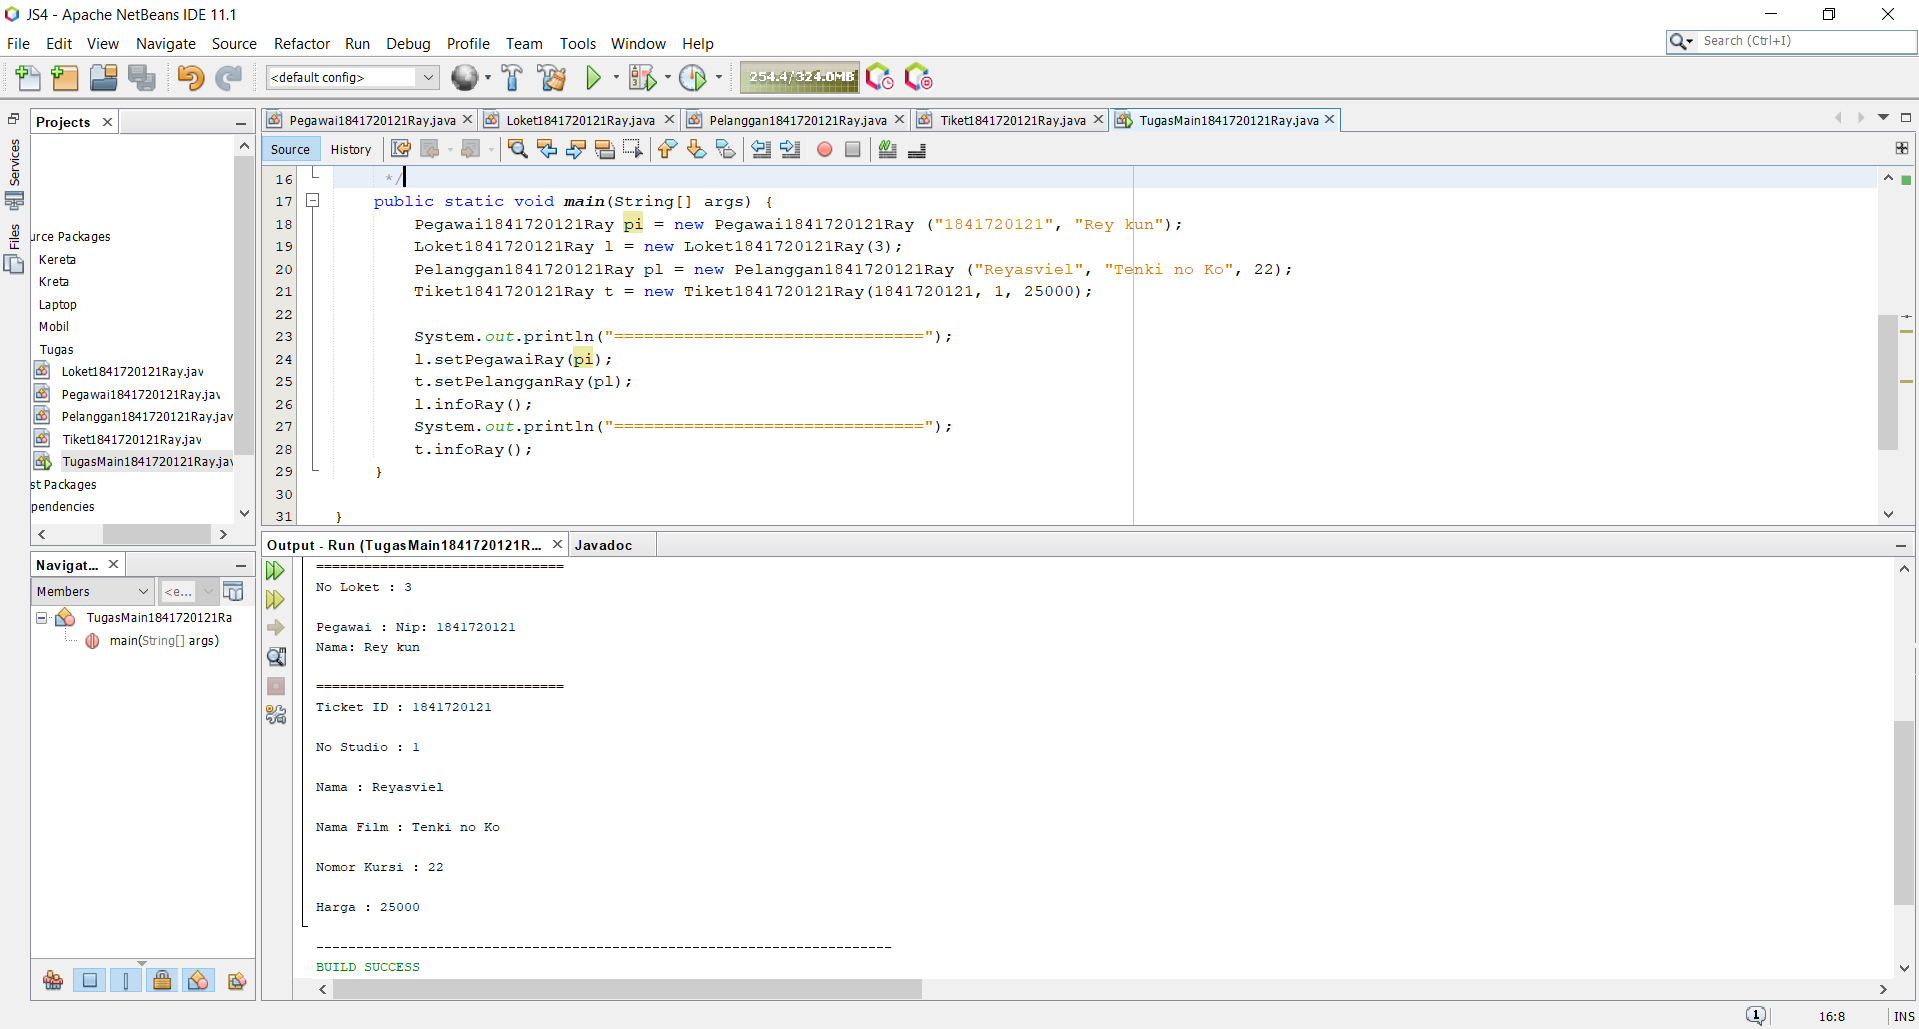 JS4 - Apache NetBeans IDE 11.1
File Edit View Navigate Source Refactor Run Debug Profile Team Tools Window Help
Search (Ctrl+I)
<default config>
254.4/324.0MB
Services
Files
Projects
urce Packages
Kereta
Kreta
Laptop
Mobil
Tugas
Loket1841720121Ray.jav
Pegawai1841720121Ray.jav
Pelanggan1841720121Ray.jav
Tiket1841720121Ray.jav
TugasMain1841720121Ray.jav
st Packages
pendencies
Navigat...
Members
<e...
TugasMain1841720121Ra
main(String[] args)
Pegawai1841720121Ray.java Loket1841720121Ray.java Pelanggan1841720121Ray.java Tiket1841720121Ray.java TugasMain1841720121Ray.java
Source History
16 */
17 public static void main(String[] args) {
18 Pegawai1841720121Ray pi = new Pegawai1841720121Ray ("1841720121", "Rey kun");
19 Loket1841720121Ray l = new Loket1841720121Ray(3);
20 Pelanggan1841720121Ray pl = new Pelanggan1841720121Ray ("Reyasviel", "Tenki no Ko", 22);
21 Tiket1841720121Ray t = new Tiket1841720121Ray(1841720121, 1, 25000);
22
23 System.out.println("===============================");
24 l.setPegawaiRay(pi);
25 t.setPelangganRay(pl);
26 l.infoRay();
27 System.out.println("===============================");
28 t.infoRay();
29 }
30
31 }
Output - Run (TugasMain1841720121R... Javadoc
===============================
No Loket : 3
Pegawai : Nip: 1841720121
Nama: Rey kun
===============================
Ticket ID : 1841720121
No Studio : 1
Nama : Reyasviel
Nama Film : Tenki no Ko
Nomor Kursi : 22
Harga : 25000
------------------------------------------------------------------------
BUILD SUCCESS
1
16:8 INS